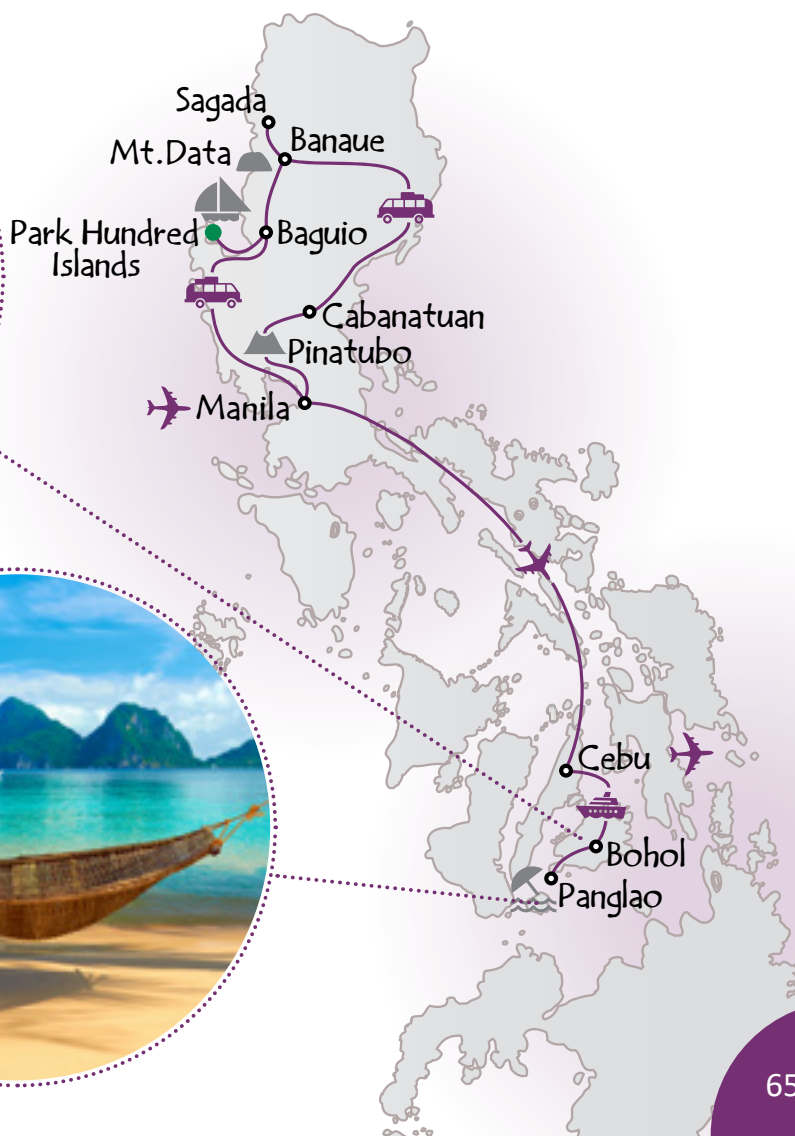 Sagada
Banaue
Mt.Data
Park Hundred
Islands
Baguio
Cabanatuan
Pinatubo
Manila
Cebu
Bohol
Panglao
65